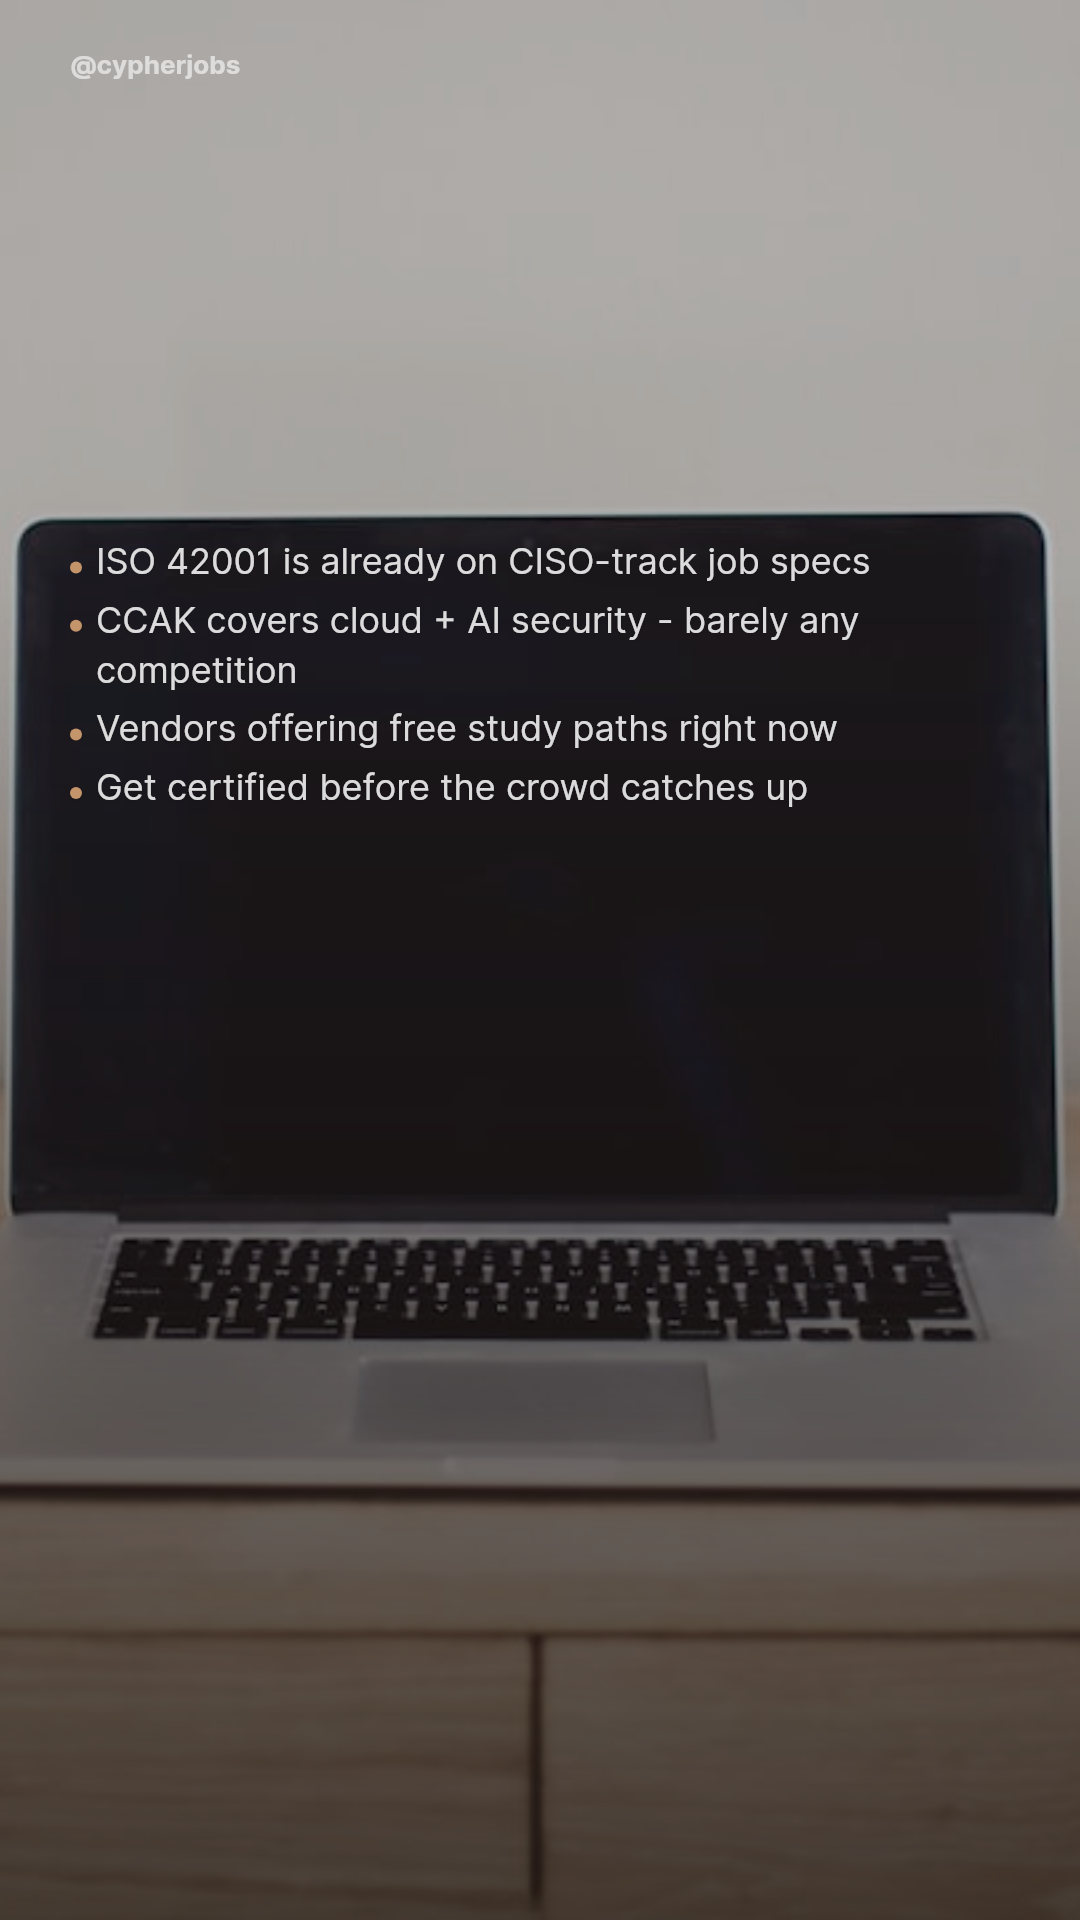 @cypherjobs
ISO 42001 is already on CISO-track job specs
CCAK covers cloud + AI security - barely any
competition
Vendors offering free study paths right now
Get certified before the crowd catches up